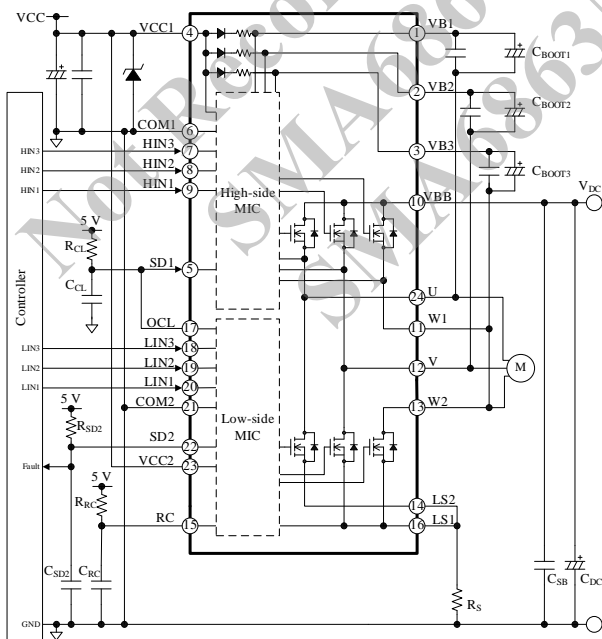 VCC
VCC1
4
1
VB1
CBOOT1
2
VB2
CBOOT2
COM1
6
HIN3
HIN3
7
3
VB3
HIN2
HIN2
8
CBOOT3
HIN1
HIN1
9
High-side
MIC
10
VBB
VDC
5 V
RCL
SD1
5
CCL
24
U
Controller
OCL
17
11
W1
LIN3
LIN3
18
LIN2
LIN2
19
12
V
M
LIN1
LIN1
20
COM2
21
13
W2
5 V
RSD2
Low-side
MIC
SD2
22
Fault
VCC2
23
5 V
RRC
14
LS2
RC
15
16
LS1
CSD2
CRC
RS
CSB
CDC
GND
Not Recom
SMA686
SMA6863